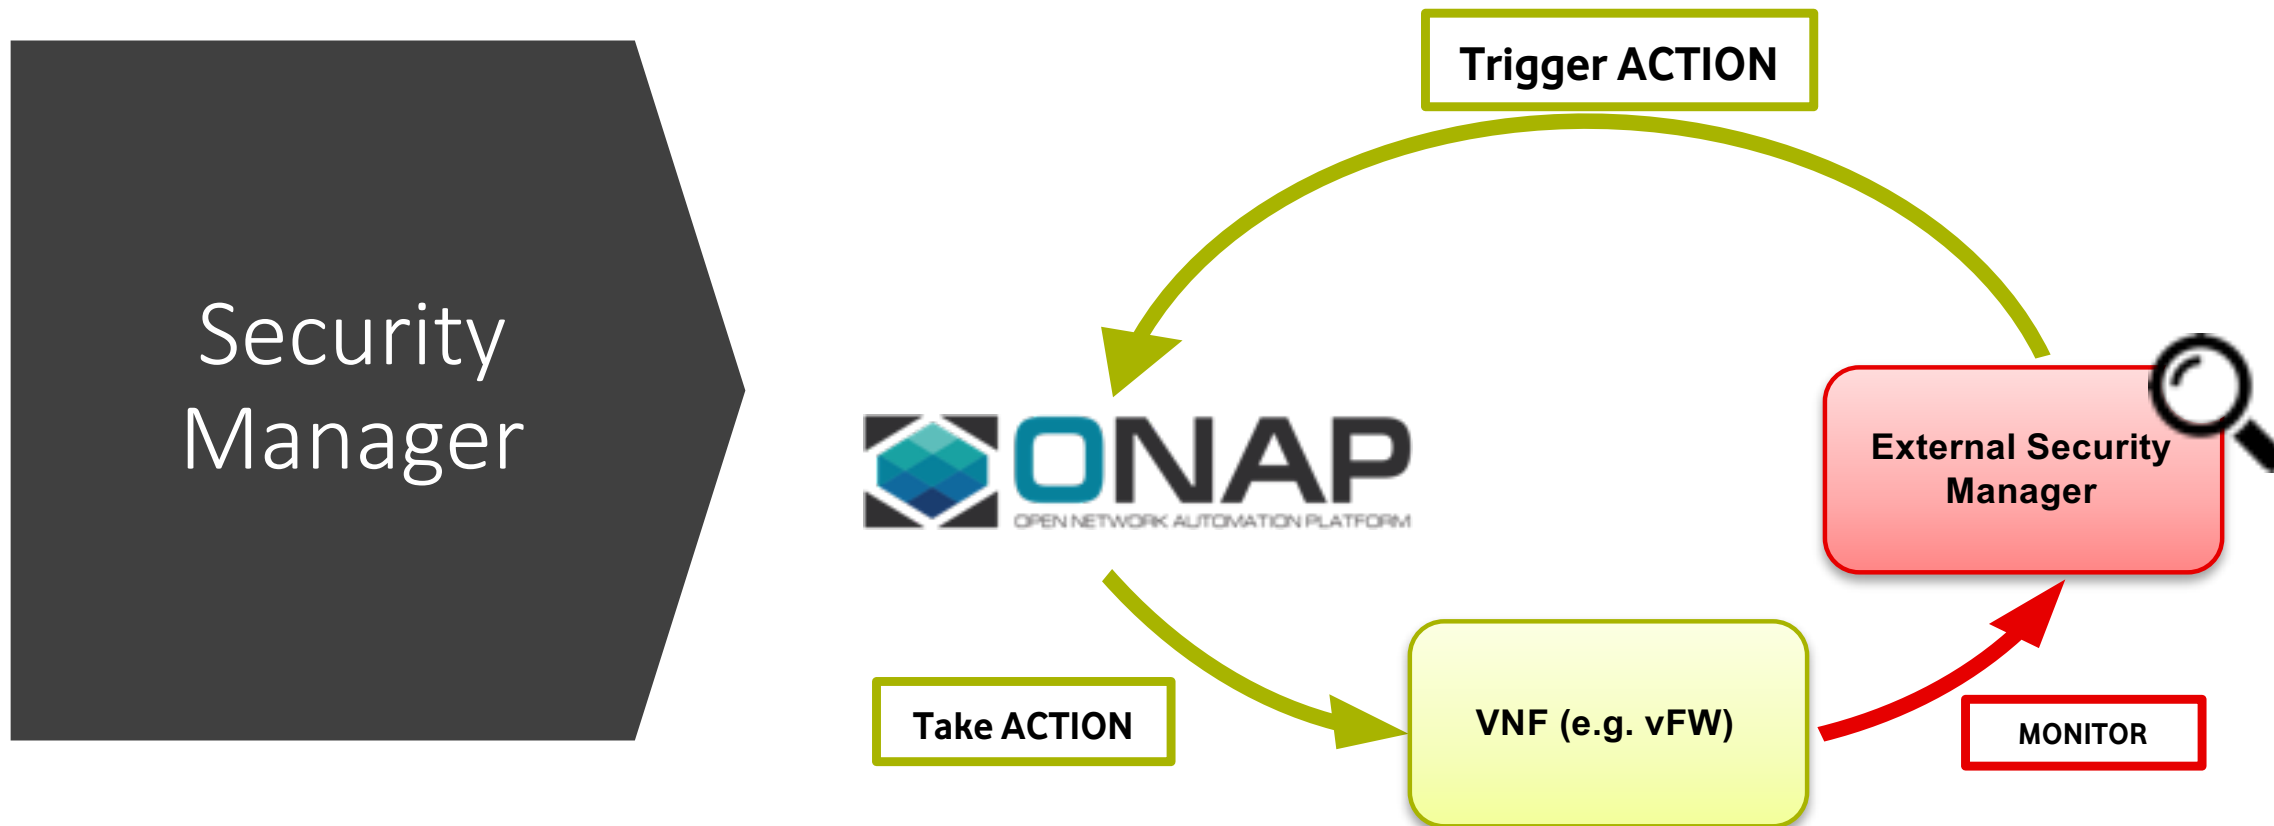 Security
Manager
Trigger ACTION
ONAP
OPEN NETWORK AUTOMATION PLATFORM
External Security
Manager
Take ACTION
VNF (e.g. vFW)
MONITOR